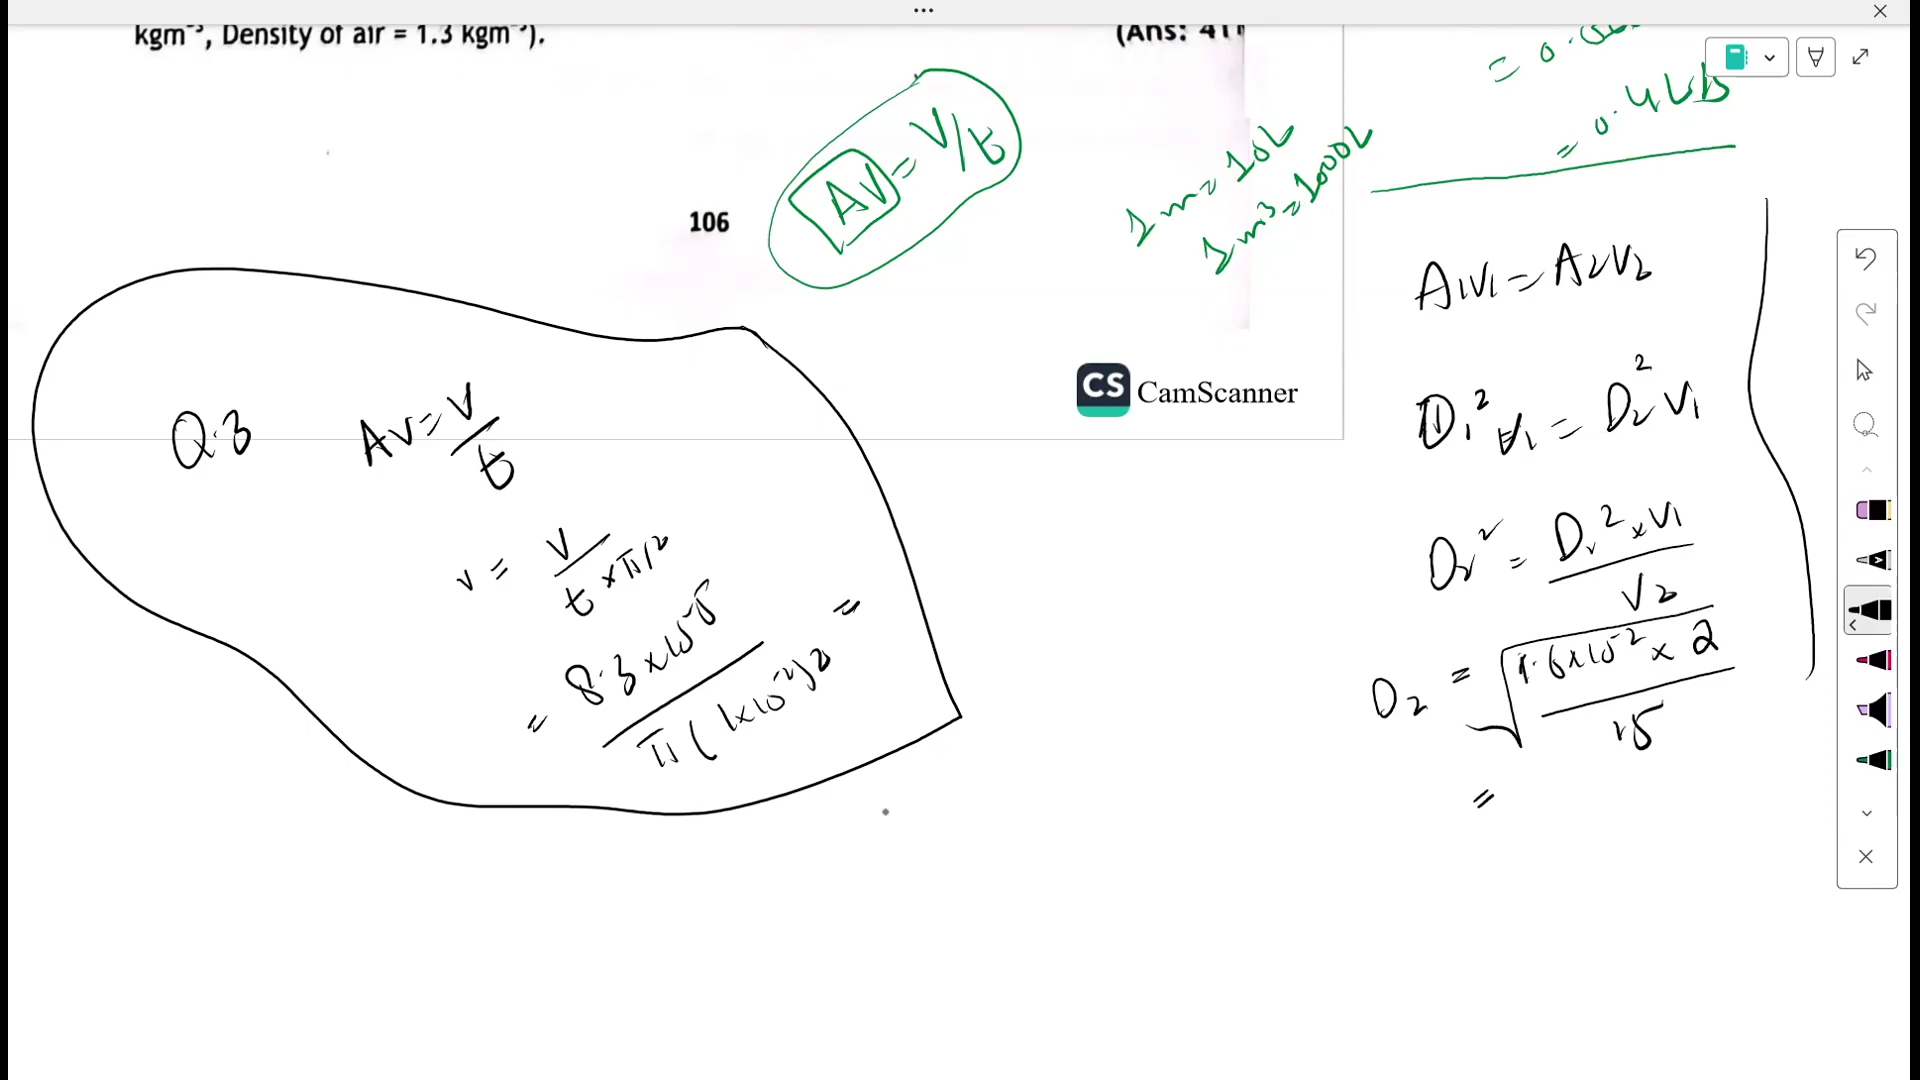 kgm⁻³, Density of air = 1.3 kgm⁻³).
(Ans: 41
= 0.
= 0.4
AV = V/t
1m = 10L
1m³ = 1000L
106
A₁V₁ = A₂V₂
CS CamScanner
Q.3 AV = V/t
D₁² V₁ = D₂² V₁
v = V/t × πr²
D₂² = D₁² × V₁ / V₂
= 8.3×10⁻⁵ / π(1×10⁻²)² =
D₂ = √ 1.6×10⁻² × 2 / 15
=